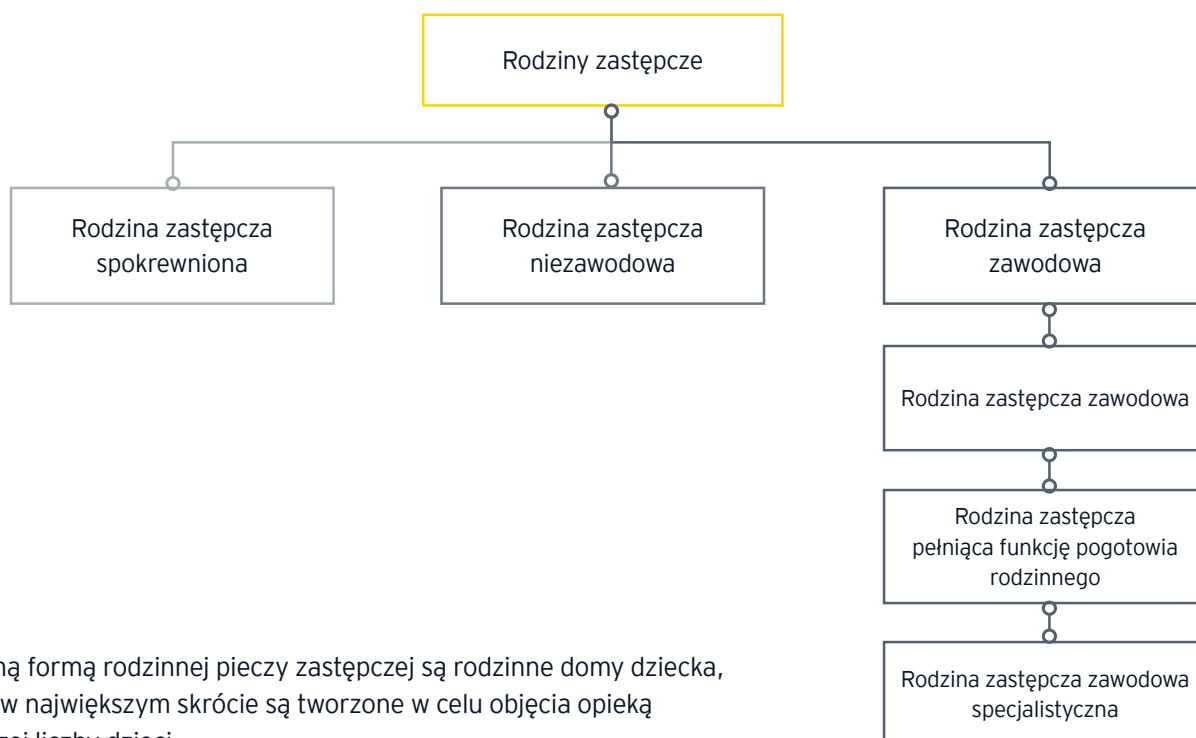 Rodziny zastępcze
Rodzina zastępcza
spokrewniona
Rodzina zastępcza
niezawodowa
Rodzina zastępcza
zawodowa
Rodzina zastępcza zawodowa
Rodzina zastępcza
pełniąca funkcję pogotowia
rodzinnego
Rodzina zastępcza zawodowa
specjalistyczna
formą rodzinnej pieczy zastępczej są rodzinne domy dziecka,
w największym skrócie są tworzone w celu objęcia opieką
liczby dzieci